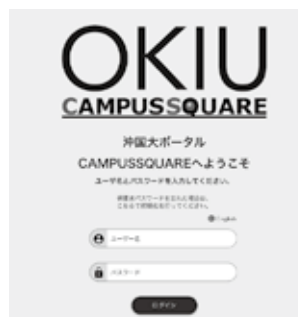 OKIU
CAMPUSSQUARE
沖国大ポータル
CAMPUSSQUAREへようこそ
ユーザ名とパスワードを入力してください。
English
ユーザー名
パスワード
ログイン